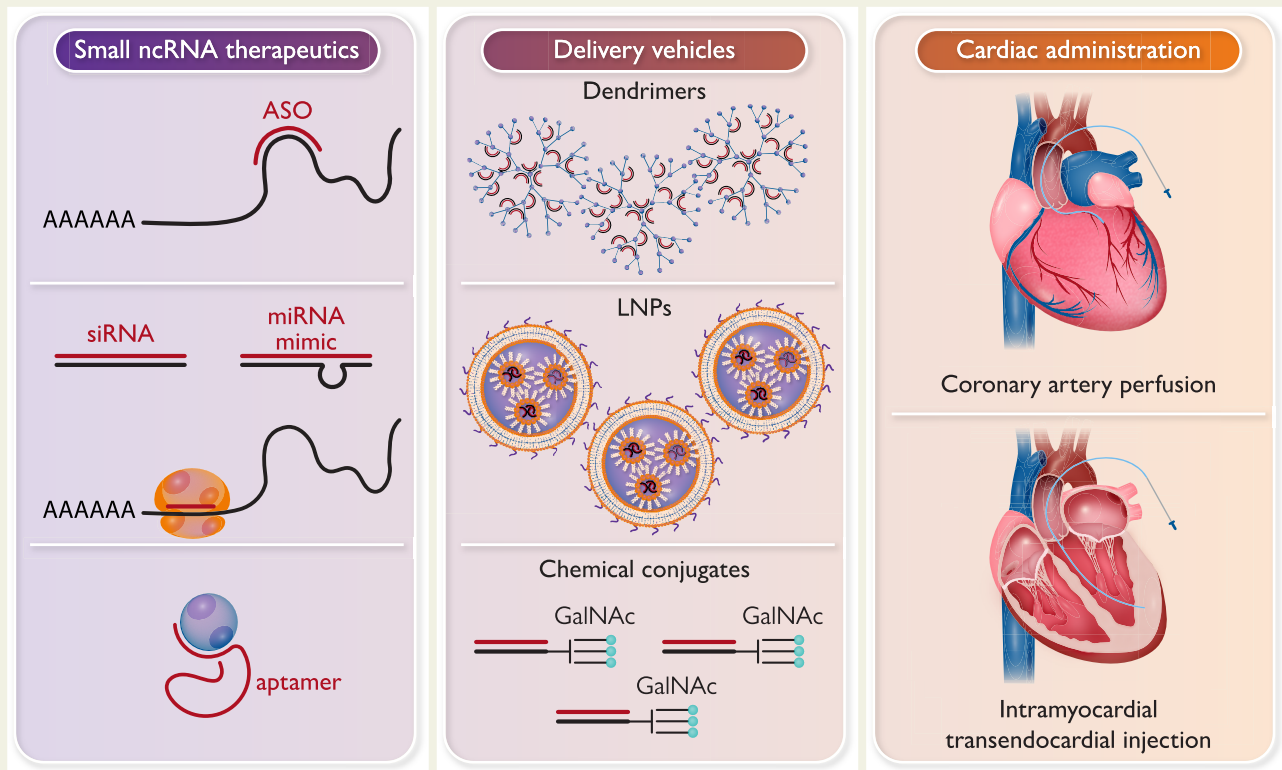 Small ncRNA therapeutics
ASO
AAAAAA
siRNA
miRNA
mimic
AAAAAA
aptamer
Delivery vehicles
Dendrimers
LNPs
Chemical conjugates
GalNAc
GalNAc
GalNAc
Cardiac administration
Coronary artery perfusion
Intramyocardial
transendocardial injection